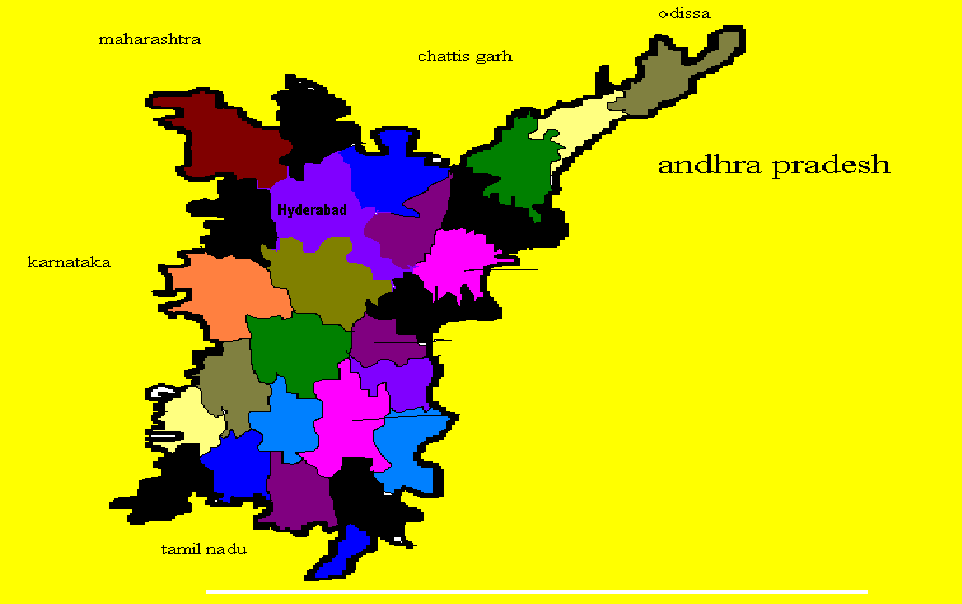 odissa
maharashtra
chattis garh
andhra pradesh
Hyderabad
karnataka
tamil nadu